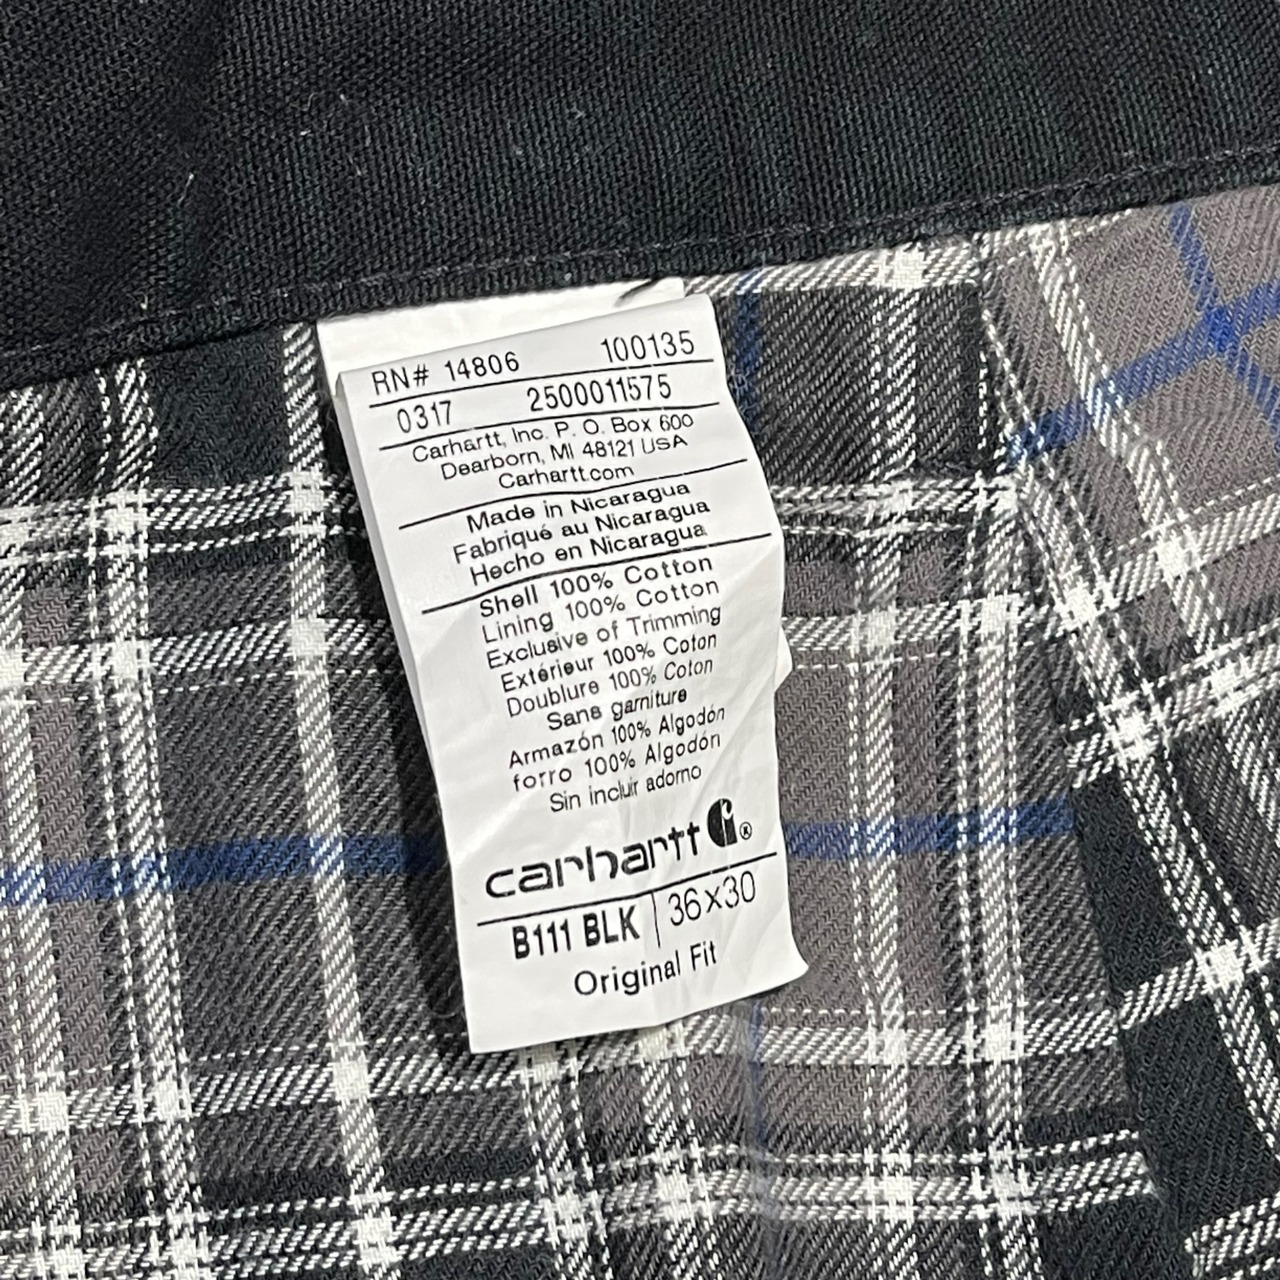 RN# 14806 100135
0317 2500011575
Carhartt, Inc. P. O. Box 600
Dearborn, MI 48121 USA
Carhartt.com
Made in Nicaragua
Fabriqué au Nicaragua
Hecho en Nicaragua
Shell 100% Cotton
Lining 100% Cotton
Exclusive of Trimming
Extérieur 100% Coton
Doublure 100% Coton
Sans garniture
Armazón 100% Algodón
forro 100% Algodón
Sin incluir adorno
carhartt ®
B111 BLK 36x30
Original Fit